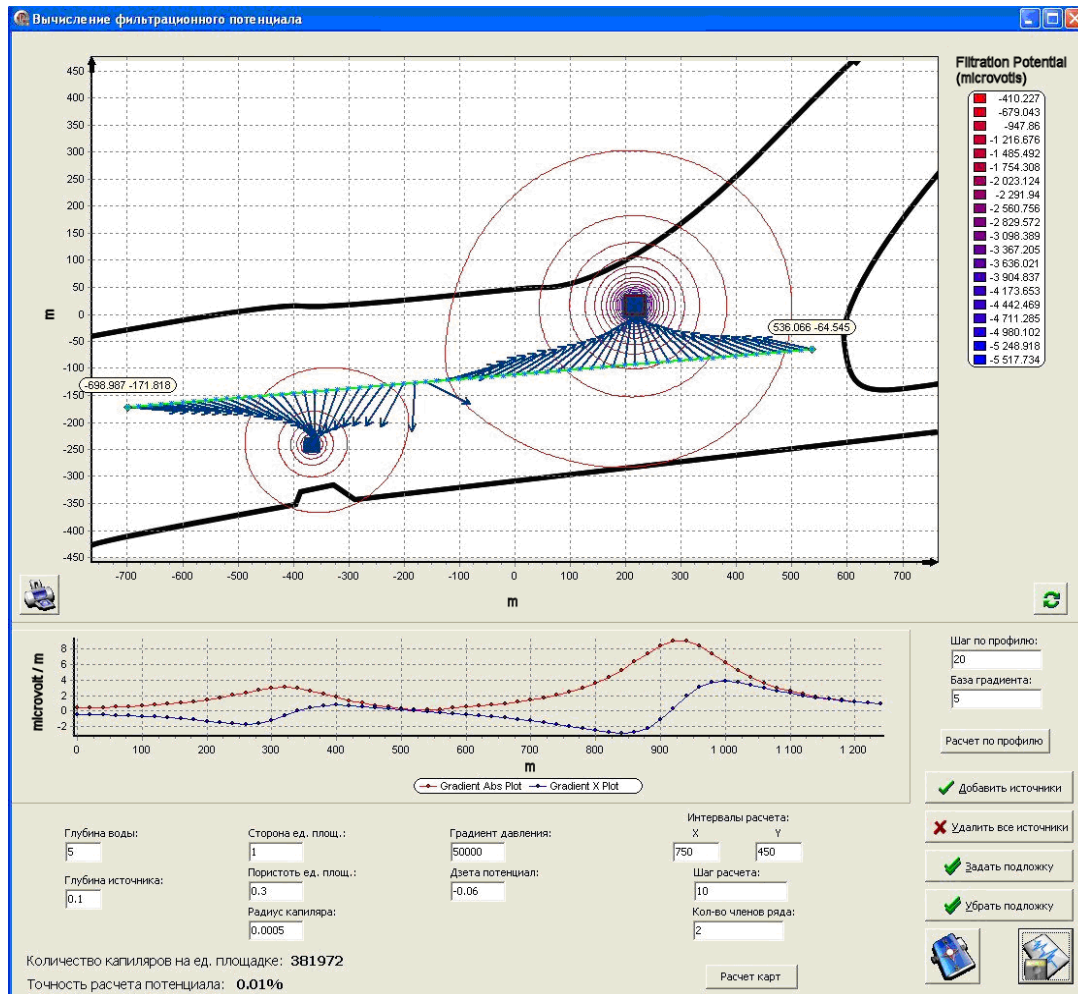 Вычисление фильтрационного потенциала
Filtration Potential
(microvolts)
-410.227
-679.043
-947.86
-1 216.676
-1 485.492
-1 754.308
-2 023.124
-2 291.94
-2 560.756
-2 829.572
-3 098.389
-3 367.205
-3 636.021
-3 904.837
-4 173.653
-4 442.469
-4 711.285
-4 980.102
-5 248.918
-5 517.734
450
400
350
300
250
200
150
100
50
0
-50
-100
-150
-200
-250
-300
-350
-400
-450
m
536.066 -64.545
-698.987 -171.818
-700 -600 -500 -400 -300 -200 -100 0 100 200 300 400 500 600 700
m
8
6
4
2
0
-2
microvolt / m
0 100 200 300 400 500 600 700 800 900 1 000 1 100 1 200
m
Gradient Abs Plot Gradient X Plot
Шаг по профилю:
20
База градиента:
5
Расчет по профилю
Добавить источники
Удалить все источники
Задать подложку
Убрать подложку
Глубина воды:
5
Глубина источника:
0.1
Сторона ед. площ.:
1
Пористоть ед. площ.:
0.3
Радиус капиляра:
0.0005
Градиент давления:
50000
Дзета потенциал:
-0.06
Интервалы расчета:
X Y
750 450
Шаг расчета:
10
Кол-во членов ряда:
2
Количество капиляров на ед. площадке: 381972
Точность расчета потенциала: 0.01%
Расчет карт